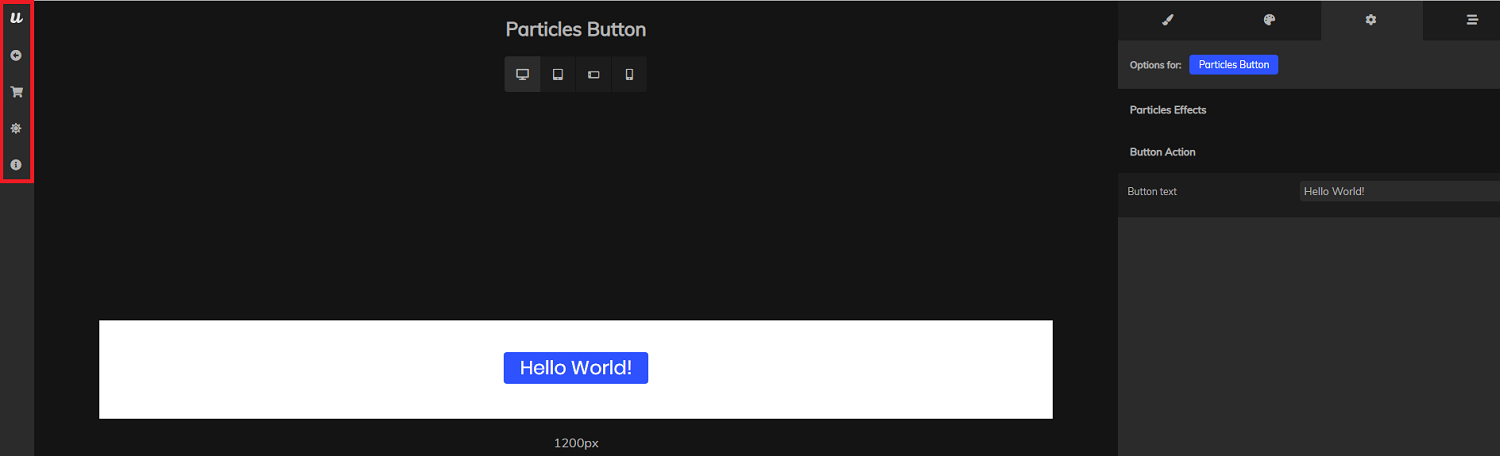 u
Particles Button
Options for: Particles Button
Particles Effects
Button Action
Button text Hello World!
Hello World!
1200px